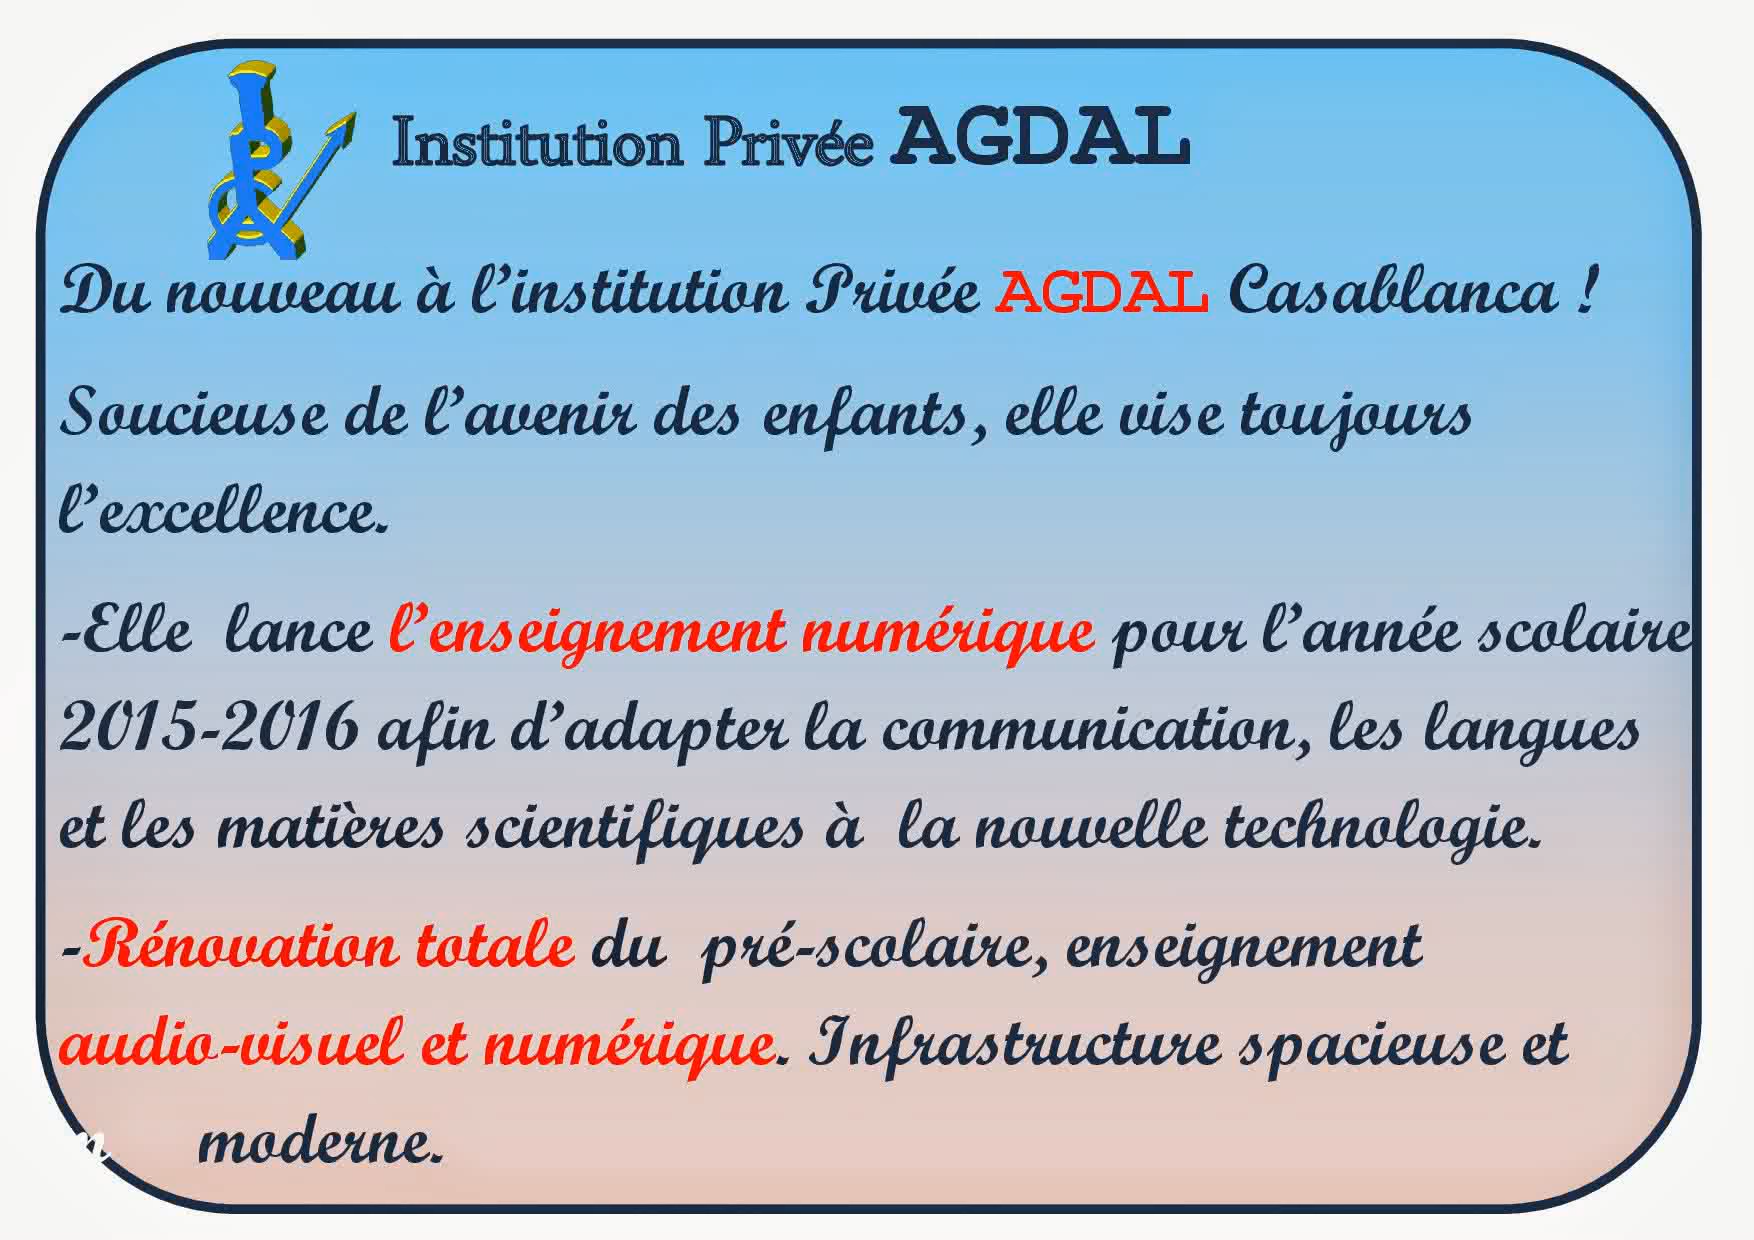 Institution Privée AGDAL
Du nouveau à l'institution Privée AGDAL Casablanca !
Soucieuse de l'avenir des enfants, elle vise toujours
l'excellence.
-Elle lance l'enseignement numérique pour l'année scolaire
2015-2016 afin d'adapter la communication, les langues
et les matières scientifiques à la nouvelle technologie.
-Rénovation totale du pré-scolaire, enseignement
audio-visuel et numérique. Infrastructure spacieuse et
m moderne.